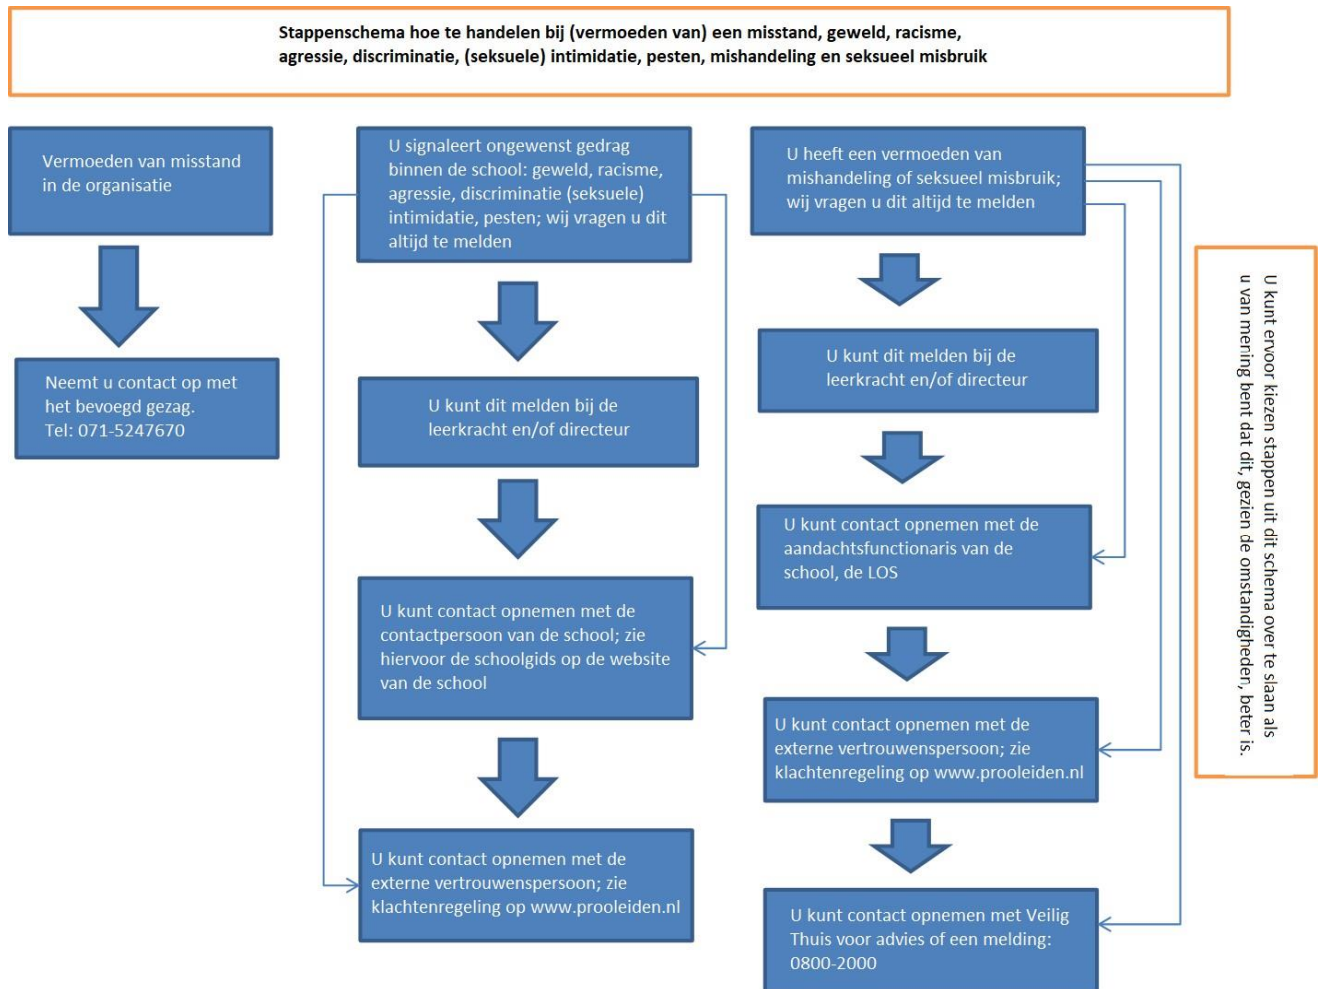 Stappenschema hoe te handelen bij (vermoeden van) een misstand, geweld, racisme,
agressie, discriminatie, (seksuele) intimidatie, pesten, mishandeling en seksueel misbruik
Vermoeden van misstand
in de organisatie
Neemt u contact op met
het bevoegd gezag.
Tel: 071-5247670
U signaleert ongewenst gedrag
binnen de school: geweld, racisme,
agressie, discriminatie (seksuele)
intimidatie, pesten; wij vragen u dit
altijd te melden
U kunt dit melden bij de
leerkracht en/of directeur
U kunt contact opnemen met de
contactpersoon van de school; zie
hiervoor de schoolgids op de website
van de school
U kunt contact opnemen met de
externe vertrouwenspersoon; zie
klachtenregeling op www.prooleiden.nl
U heeft een vermoeden van
mishandeling of seksueel misbruik;
wij vragen u dit altijd te melden
U kunt dit melden bij de
leerkracht en/of directeur
U kunt contact opnemen met de
aandachtsfunctionaris van de
school, de LOS
U kunt contact opnemen met de
externe vertrouwenspersoon; zie
klachtenregeling op www.prooleiden.nl
U kunt contact opnemen met Veilig
Thuis voor advies of een melding:
0800-2000
U kunt ervoor kiezen stappen uit dit schema over te slaan als
u van mening bent dat dit, gezien de omstandigheden, beter is.